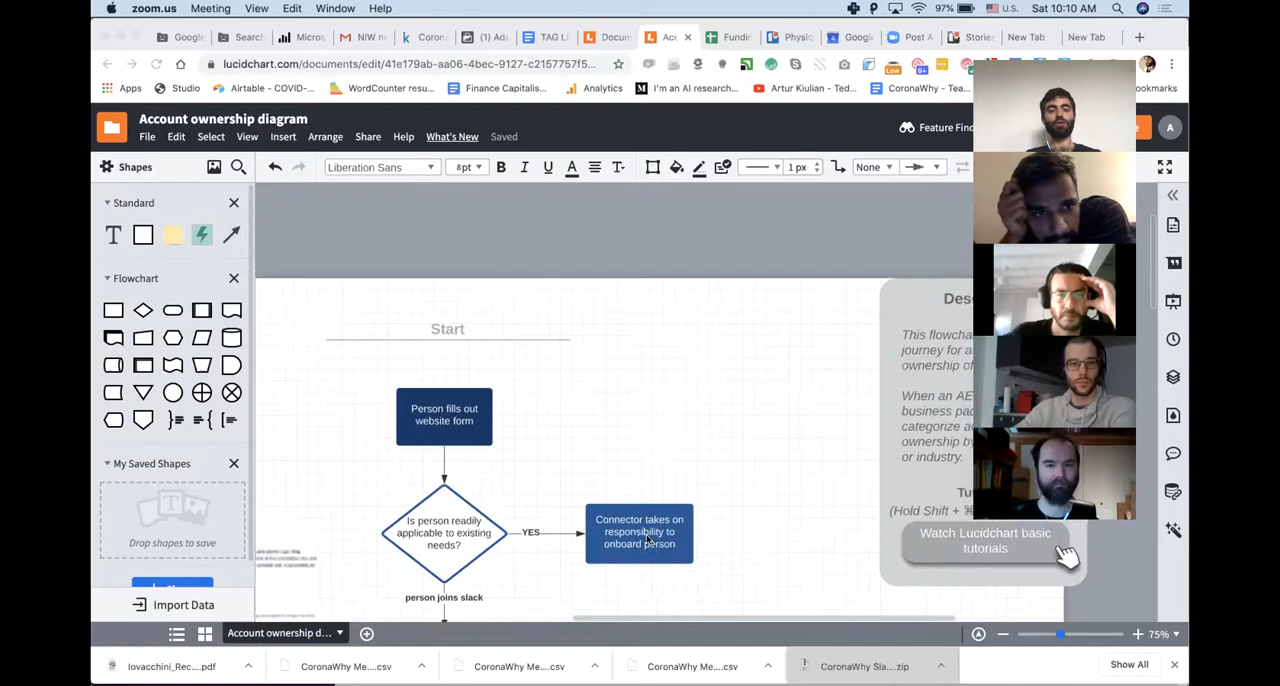 zoom.us Meeting View Edit Window Help 97% U.S. Sat 10:10 AM
Google Search Micros Gmail NIW n Coron (1) Ad TAG L Docum Acc Fundi Physic Google Post A Stories New Tab New Tab
lucidchart.com/documents/edit/41e179ab-aa06-4bec-9127-c2157757f5...
Apps Studio Airtable - COVID-... WordCounter resu... Finance Capitalis... Analytics I'm an AI research... Artur Kiulian - Ted... CoronaWhy - Tea... ookmarks
Account ownership diagram
File Edit Select View Insert Arrange Share Help What's New Saved
Feature Find
A
Shapes
Liberation Sans 8pt B I U A T 1 px None
Standard
T
Flowchart
My Saved Shapes
Drop shapes to save
Import Data
Start
Person fills out
website form
Is person readily
applicable to existing
needs?
YES
Connector takes on
responsibility to
onboard person
person joins slack
Des
This flowcha
journey for a
ownership of
When an AE
business pa
categorize a
ownership by
or industry.
Tu
(Hold Shift + ⌘
Watch Lucidchart basic
tutorials
Account ownership d... 75%
Iovacchini_Rec....pdf CoronaWhy Me....csv CoronaWhy Me....csv CoronaWhy Me....csv CoronaWhy Sla....zip Show All